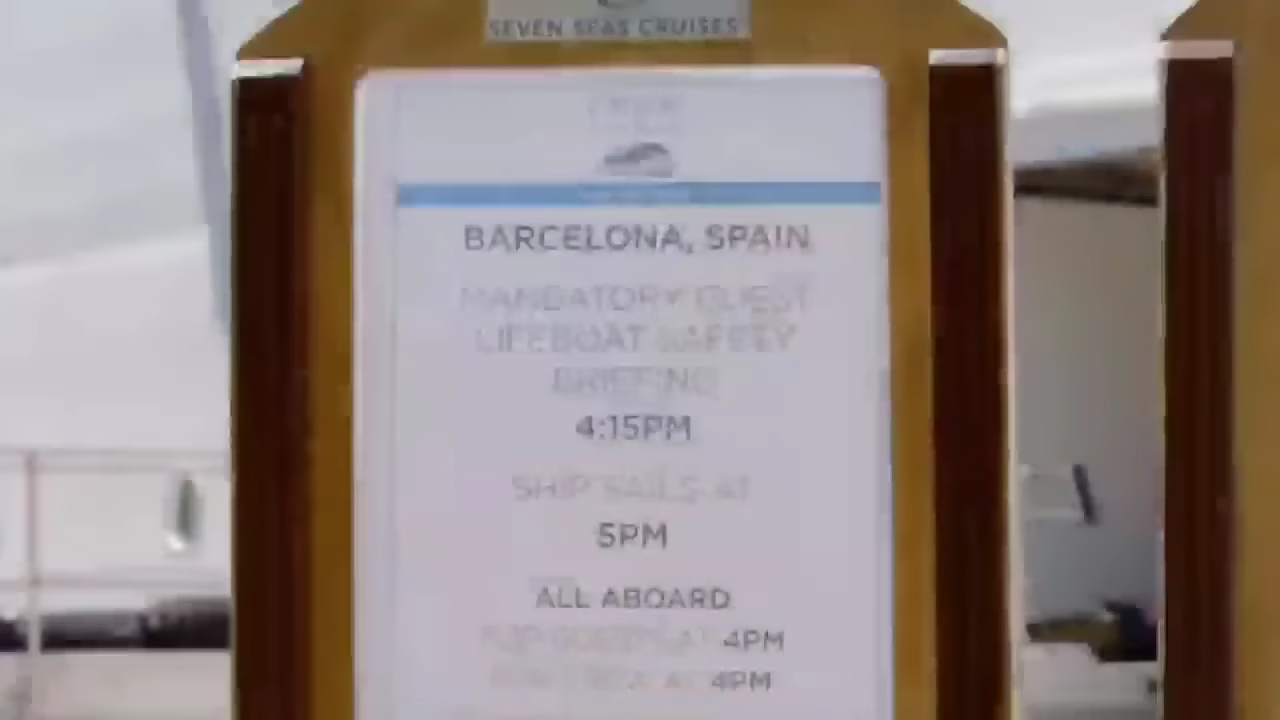 SEVEN SEAS CRUISES
BARCELONA, SPAIN
MANDATORY GUEST
LIFEBOAT SAFETY
BRIEFING
4:15PM
SHIP SAILS AT
5PM
ALL ABOARD
4PM
4PM